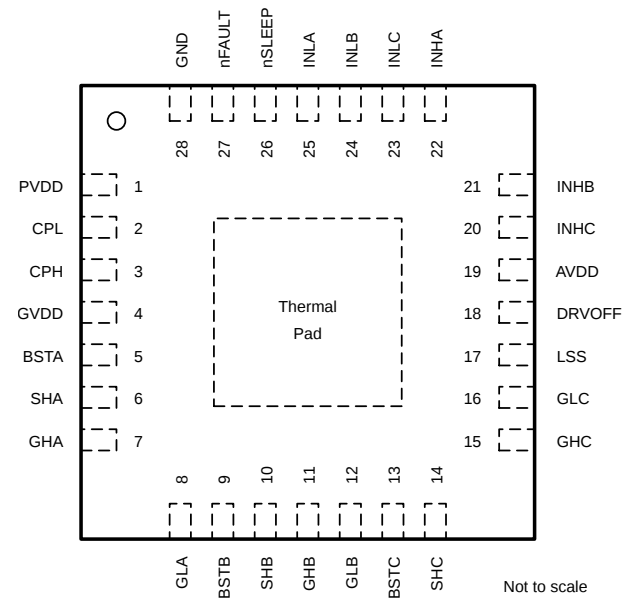 GND
nFAULT
nSLEEP
INLA
INLB
INLC
INHA
28
27
26
25
24
23
22
PVDD 1
21 INHB
CPL 2
20 INHC
CPH 3
19 AVDD
GVDD 4
18 DRVOFF
BSTA 5
17 LSS
SHA 6
16 GLC
GHA 7
15 GHC
Thermal
Pad
8
9
10
11
12
13
14
GLA
BSTB
SHB
GHB
GLB
BSTC
SHC
Not to scale